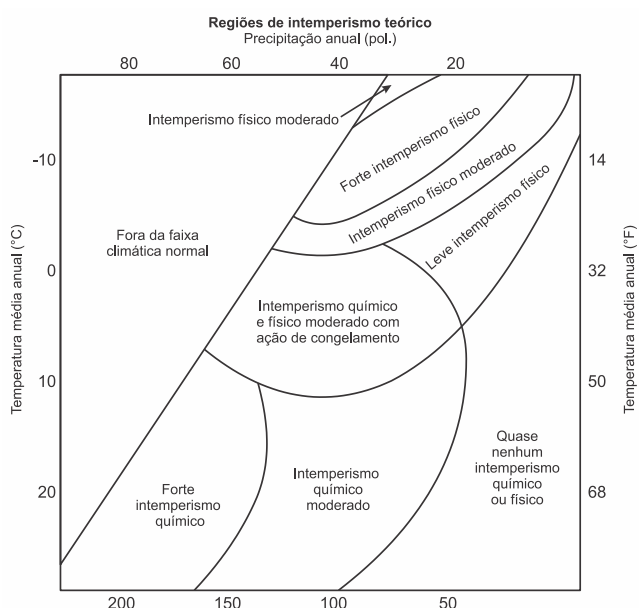 Regiões de intemperismo teórico
Precipitação anual (pol.)
80 60 40 20
Intemperismo físico moderado
Forte intemperismo físico
Intemperismo físico moderado
Leve intemperismo físico
-10
14
Fora da faixa
climática normal
0
32
Temperatura média anual (°C)
Temperatura média anual (°F)
Intemperismo químico
e físico moderado com
ação de congelamento
10
50
Quase
nenhum
intemperismo
químico
ou físico
Forte
intemperismo
químico
Intemperismo
químico
moderado
20
68
200 150 100 50